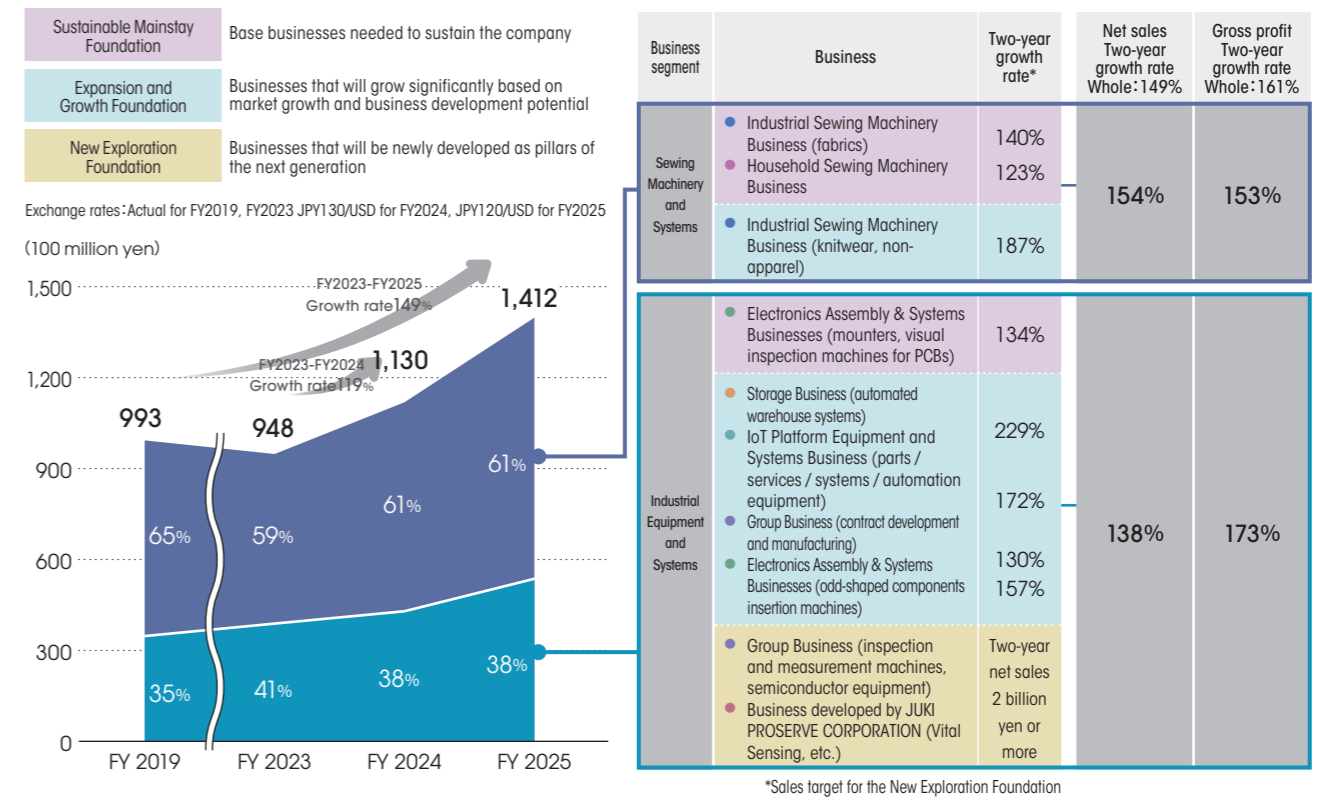 Sustainable Mainstay
Foundation
Base businesses needed to sustain the company
Expansion and
Growth Foundation
Businesses that will grow significantly based on
market growth and business development potential
New Exploration
Foundation
Businesses that will be newly developed as pillars of
the next generation
Exchange rates：Actual for FY2019, FY2023 JPY130/USD for FY2024, JPY120/USD for FY2025
(100 million yen)
1,500
1,200
900
600
300
0
FY2023-FY2025
Growth rate149%
FY2023-FY2024
Growth rate119%
993
948
1,130
1,412
65%
59%
61%
61%
35%
41%
38%
38%
FY 2019
FY 2023
FY 2024
FY 2025
Business
segment
Business
Two-year
growth
rate*
Net sales
Two-year
growth rate
Whole：149%
Gross profit
Two-year
growth rate
Whole：161%
Sewing
Machinery
and
Systems
Industrial Sewing Machinery
Business (fabrics)
140%
Household Sewing Machinery
Business
123%
Industrial Sewing Machinery
Business (knitwear, non-
apparel)
187%
154%
153%
Industrial
Equipment
and
Systems
Electronics Assembly & Systems
Businesses (mounters, visual
inspection machines for PCBs)
134%
Storage Business (automated
warehouse systems)
229%
IoT Platform Equipment and
Systems Business (parts /
services / systems / automation
equipment)
172%
Group Business (contract development
and manufacturing)
130%
Electronics Assembly & Systems
Businesses (odd-shaped components
insertion machines)
157%
Group Business (inspection
and measurement machines,
semiconductor equipment)
Business developed by JUKI
PROSERVE CORPORATION (Vital
Sensing, etc.)
Two-year
net sales
2 billion
yen or
more
138%
173%
*Sales target for the New Exploration Foundation